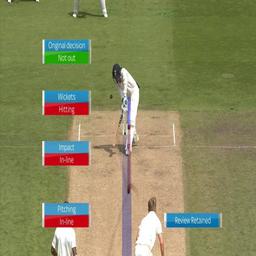 Original decision
Not out
Wickets
Hitting
Impact
In-line
Pitching
In-line
Review Retained